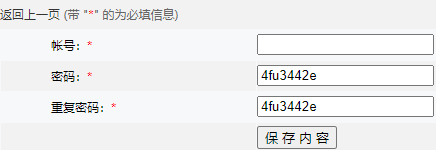 返回上一页 (带 "*" 的为必填信息)
帐号: *
密码: * 4fu3442e
重复密码: * 4fu3442e
保 存 内 容